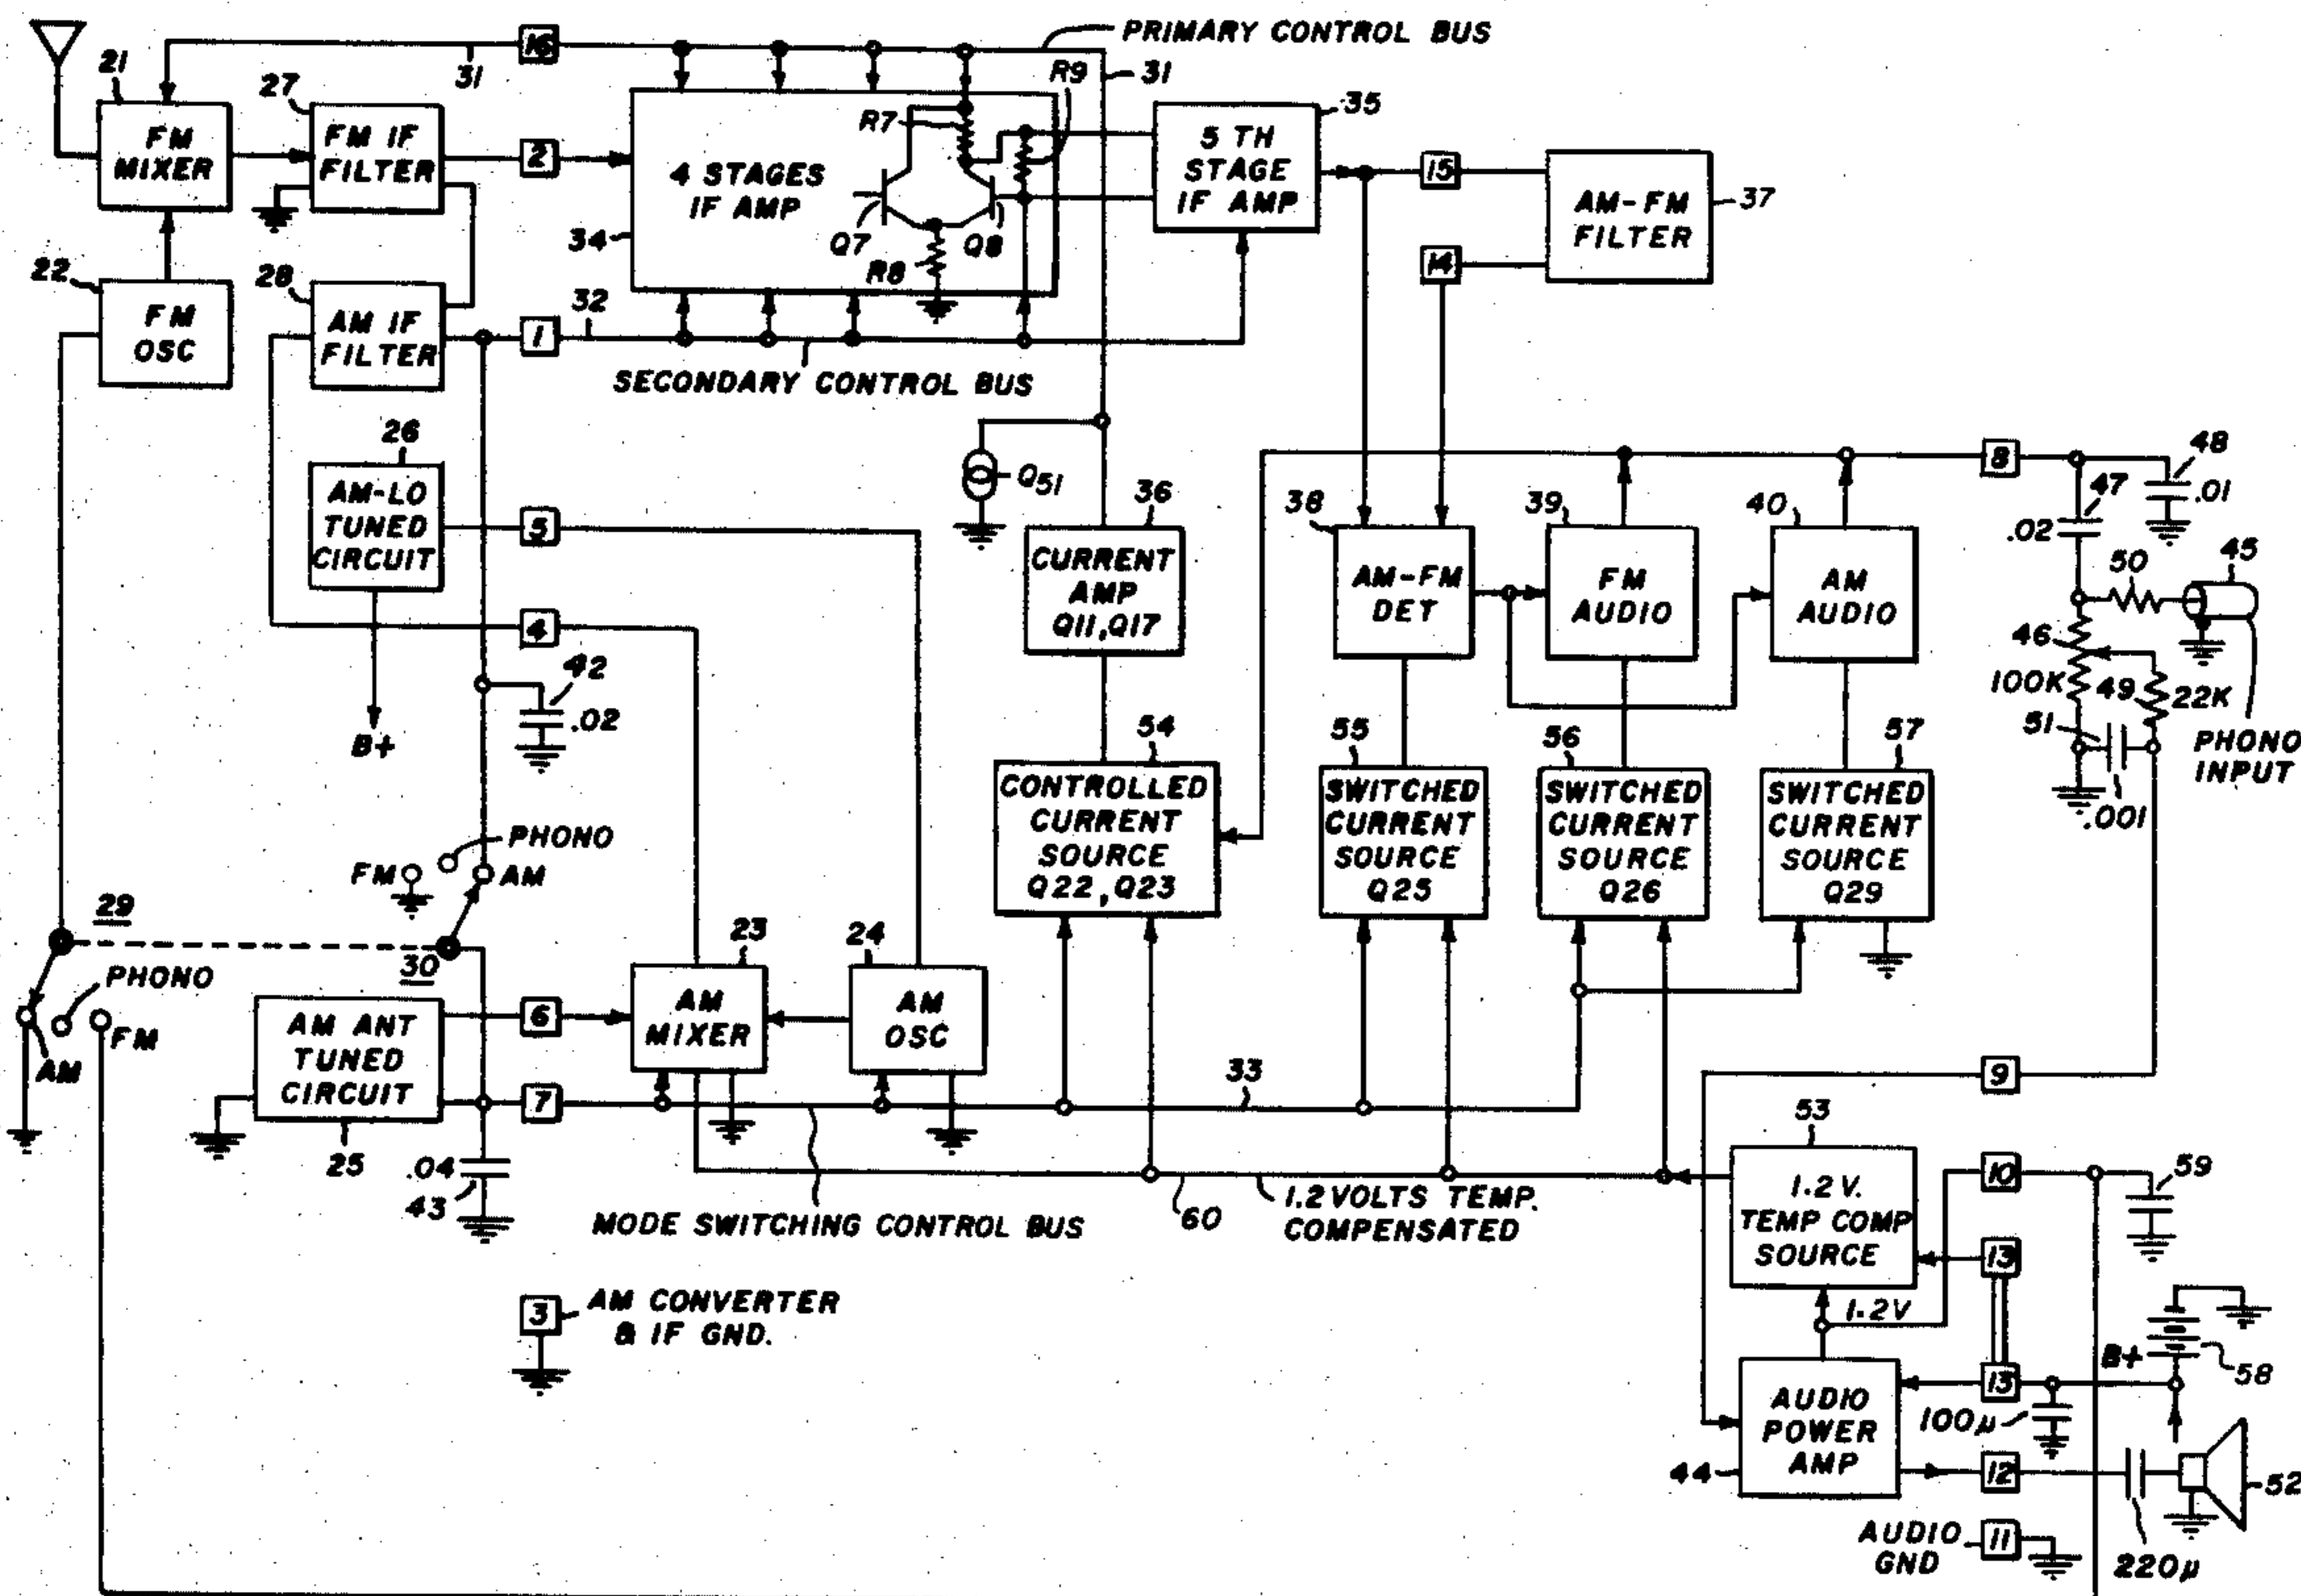 PRIMARY CONTROL BUS
16
31
R9
31
21
FM
MIXER
27
FM IF
FILTER
2
4 STAGES
IF AMP
34
R7
Q7
Q8
R8
35
5 TH
STAGE
IF AMP
15
14
AM-FM
FILTER
37
22
FM
OSC
28
AM IF
FILTER
1
32
SECONDARY CONTROL BUS
26
AM-LO
TUNED
CIRCUIT
5
4
B+
42
.02
Q51
36
CURRENT
AMP
Q11,Q17
38
AM-FM
DET
39
FM
AUDIO
40
AM
AUDIO
8
47
.02
48
.01
50
45
46
100K
49
22K
51
.001
PHONO
INPUT
54
CONTROLLED
CURRENT
SOURCE
Q22,Q23
55
SWITCHED
CURRENT
SOURCE
Q25
56
SWITCHED
CURRENT
SOURCE
Q26
57
SWITCHED
CURRENT
SOURCE
Q29
FM
PHONO
AM
29
30
PHONO
AM
FM
AM ANT
TUNED
CIRCUIT
25
6
7
23
AM
MIXER
24
AM
OSC
33
.04
43
MODE SWITCHING CONTROL BUS
60
1.2 VOLTS TEMP.
COMPENSATED
9
53
1.2 V.
TEMP COMP
SOURCE
10
59
13
1.2V
3
AM CONVERTER
& IF GND.
B+
58
13
100μ
AUDIO
POWER
AMP
44
12
52
220μ
AUDIO
GND
11